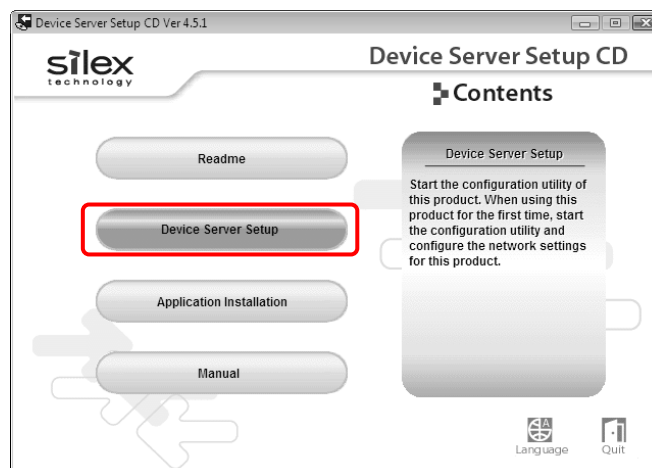 Device Server Setup CD Ver 4.5.1
silex
technology
Device Server Setup CD
Contents
Readme
Device Server Setup
Application Installation
Manual
Device Server Setup
Start the configuration utility of
this product. When using this
product for the first time, start
the configuration utility and
configure the network settings
for this product.
A
Language
Quit